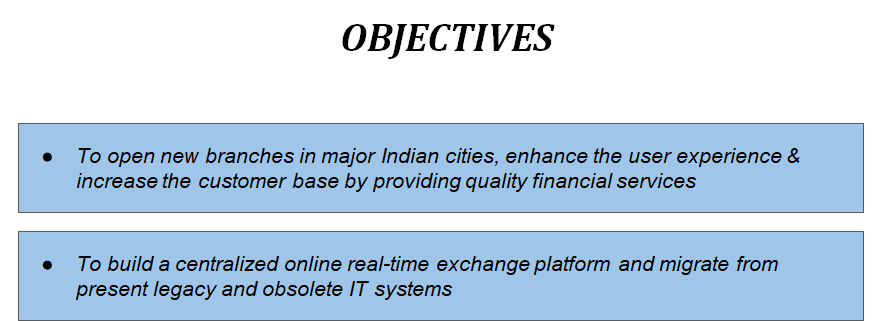 OBJECTIVES
● To open new branches in major Indian cities, enhance the user experience &
increase the customer base by providing quality financial services
● To build a centralized online real-time exchange platform and migrate from
present legacy and obsolete IT systems